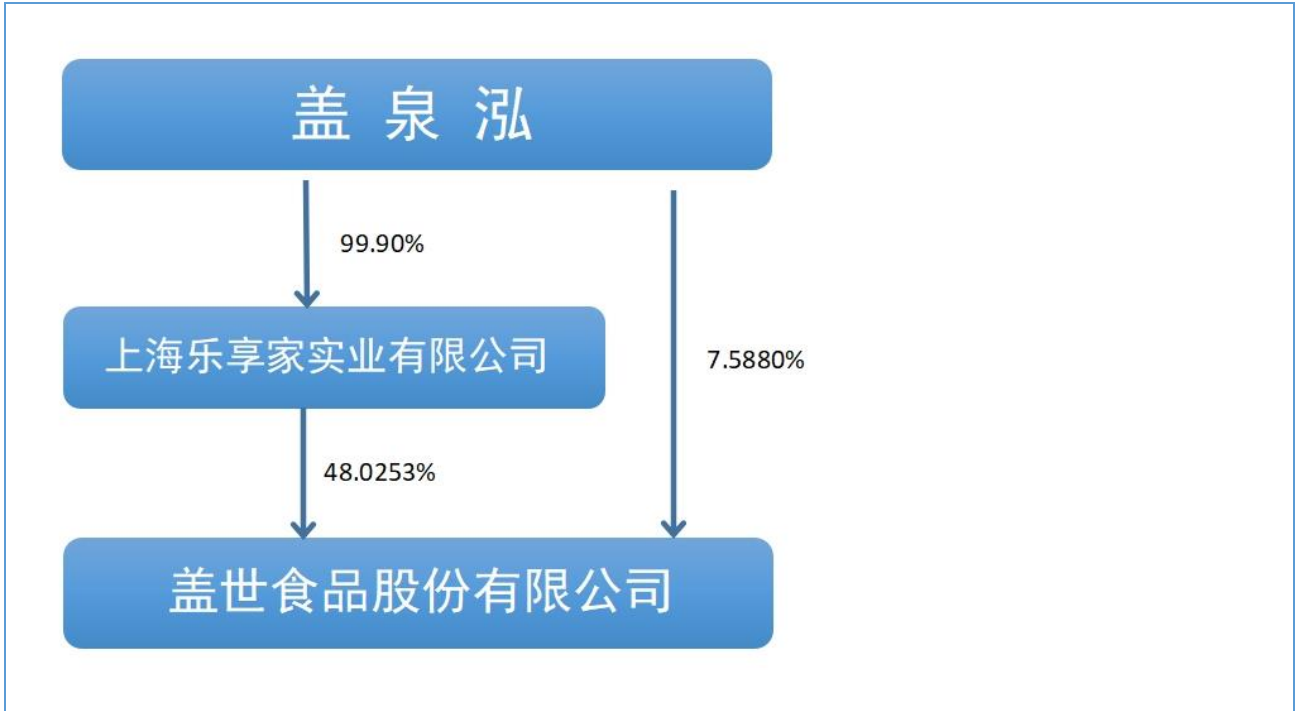 盖 泉 泓
99.90%
上海乐享家实业有限公司
7.5880%
48.0253%
盖世食品股份有限公司